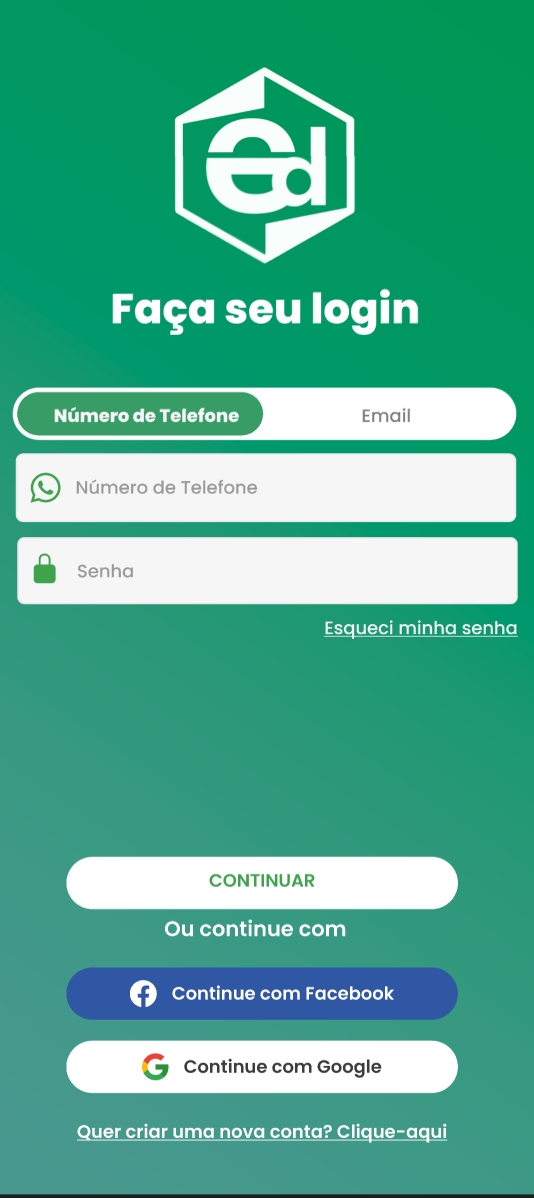 ed
Faça seu login
Número de Telefone Email
Número de Telefone
Senha
Esqueci minha senha
CONTINUAR
Ou continue com
Continue com Facebook
Continue com Google
Quer criar uma nova conta? Clique-aqui